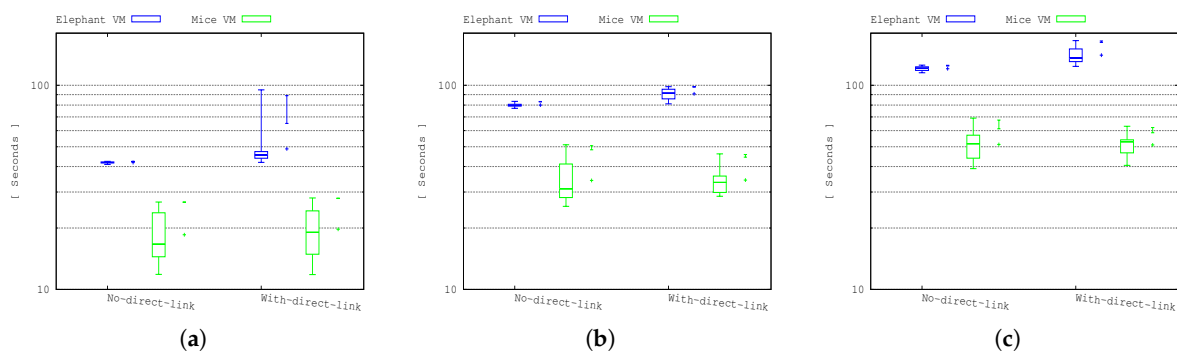 Elephant VM Mice VM
100
10
[ Seconds ]
No-direct-link With-direct-link
(a)
Elephant VM Mice VM
100
10
[ Seconds ]
No-direct-link With-direct-link
(b)
Elephant VM Mice VM
100
10
[ Seconds ]
No-direct-link With-direct-link
(c)